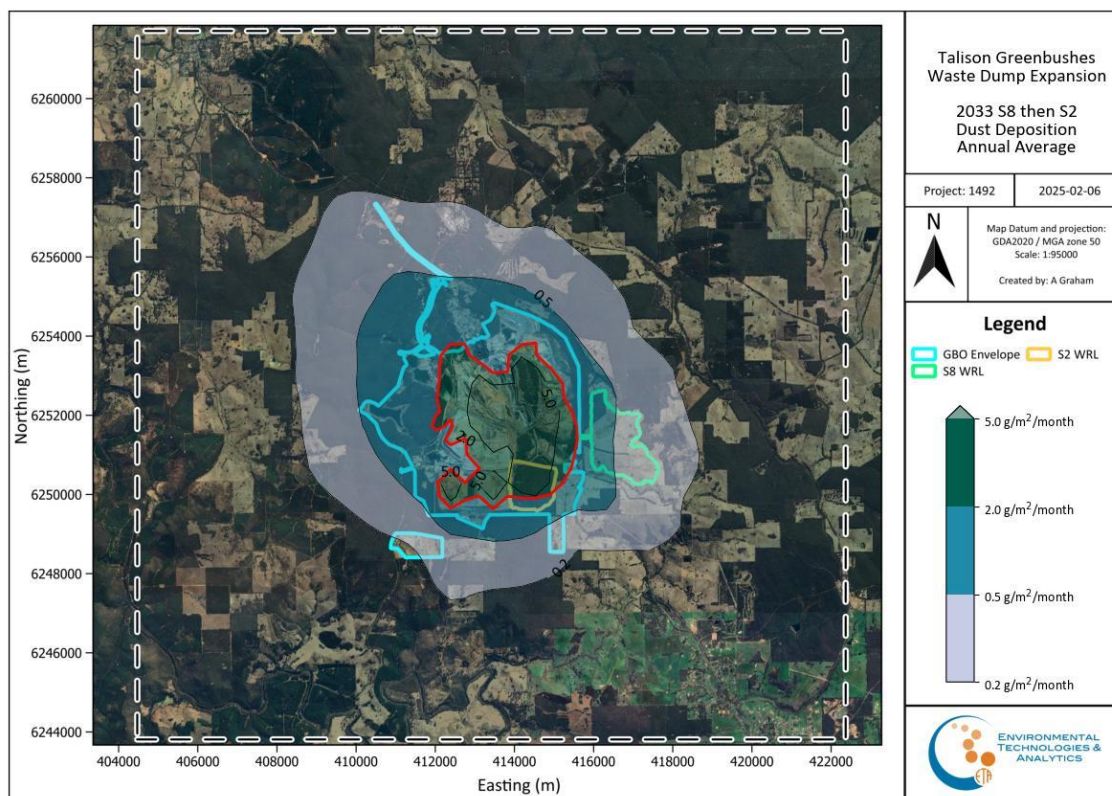 Talison Greenbushes
Waste Dump Expansion
2033 S8 then S2
Dust Deposition
Annual Average
Project: 1492
2025-02-06
N
Map Datum and projection:
GDA2020 / MGA zone 50
Scale: 1:95000
Created by: A Graham
Legend
GBO Envelope
S2 WRL
S8 WRL
5.0 g/m²/month
2.0 g/m²/month
0.5 g/m²/month
0.2 g/m²/month
ENVIRONMENTAL
TECHNOLOGIES &
ANALYTICS
ETA
Northing (m)
6260000
6258000
6256000
6254000
6252000
6250000
6248000
6246000
6244000
0.5
5.0
2.0
5.0
5.0
0.2
404000
406000
408000
410000
412000
414000
416000
418000
420000
422000
Easting (m)